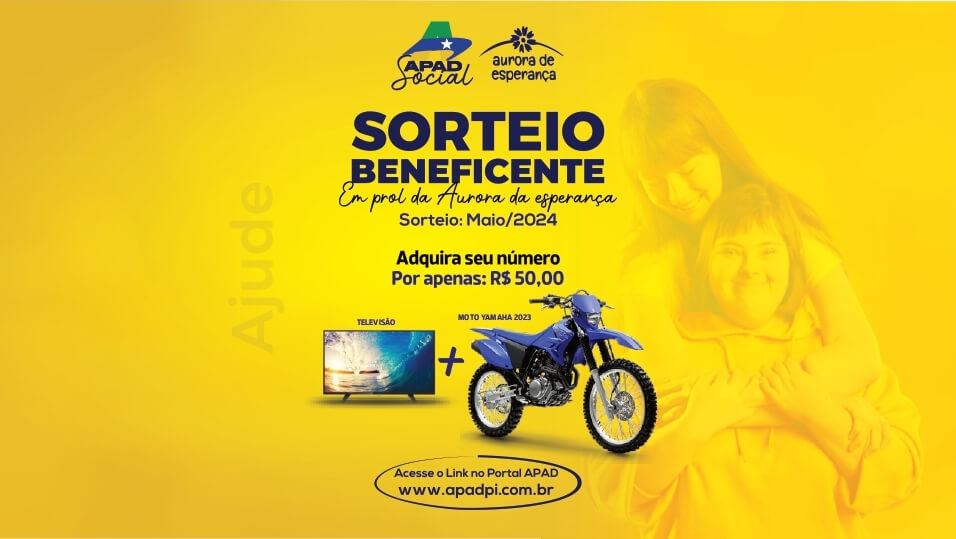 APAD
Social
aurora de
esperança
SORTEIO
BENEFICENTE
Em prol da Aurora da esperança
Sorteio: Maio/2024
Ajude
Adquira seu número
Por apenas: R$ 50,00
TELEVISÃO
MOTO YAMAHA 2023
+
Acesse o Link no Portal APAD
www.apadpi.com.br